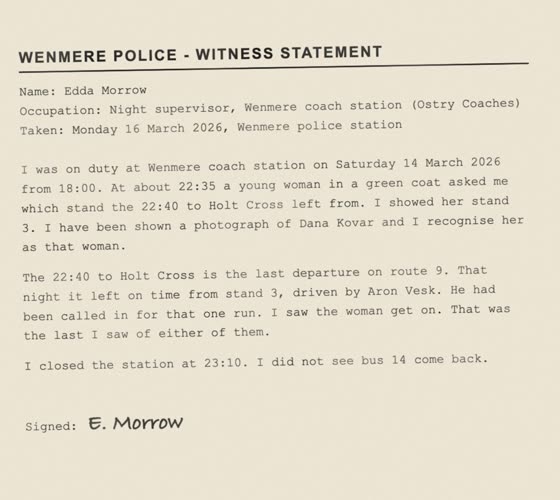 WENMERE POLICE - WITNESS STATEMENT
Name: Edda Morrow
Occupation: Night supervisor, Wenmere coach station (Ostry Coaches)
Taken: Monday 16 March 2026, Wenmere police station
I was on duty at Wenmere coach station on Saturday 14 March 2026
from 18:00. At about 22:35 a young woman in a green coat asked me
which stand the 22:40 to Holt Cross left from. I showed her stand
3. I have been shown a photograph of Dana Kovar and I recognise her
as that woman.
The 22:40 to Holt Cross is the last departure on route 9. That
night it left on time from stand 3, driven by Aron Vesk. He had
been called in for that one run. I saw the woman get on. That was
the last I saw of either of them.
I closed the station at 23:10. I did not see bus 14 come back.
Signed: E. Morrow